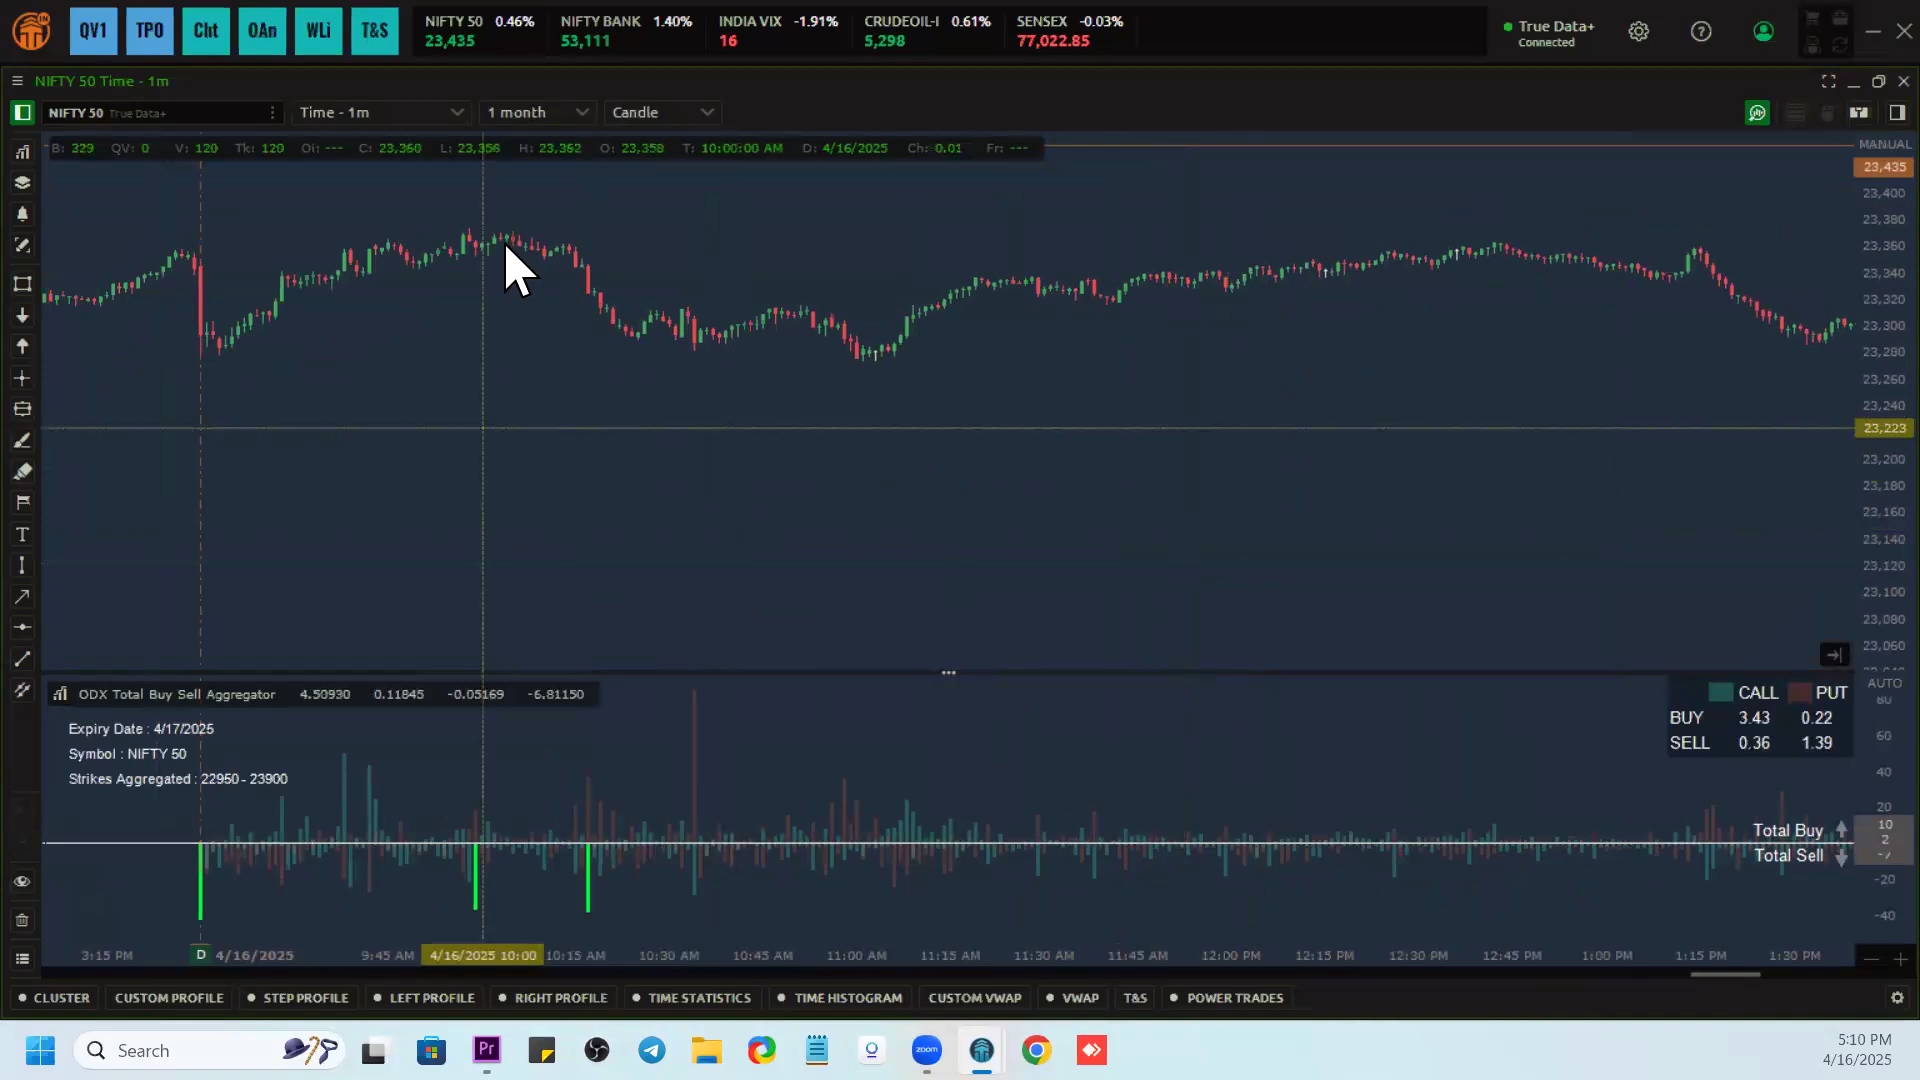 QV1 TPO Cht OAn WLi T&S
NIFTY 50 0.46% NIFTY BANK 1.40% INDIA VIX -1.91% CRUDEOIL-I 0.61% SENSEX -0.03%
23,435 53,111 16 5,298 77,022.85
True Data+
Connected
NIFTY 50 Time - 1m
NIFTY 50 True Data+ Time - 1m 1 month Candle
B: 329 QV: 0 V: 120 Tk: 120 Oi: --- C: 23,360 L: 23,356 H: 23,362 O: 23,358 T: 10:00:00 AM D: 4/16/2025 Ch: 0.01 Fr: ---
MANUAL
23,435
23,400
23,380
23,360
23,340
23,320
23,300
23,280
23,260
23,240
23,223
23,200
23,180
23,160
23,140
23,120
23,100
23,080
23,060
ODX Total Buy Sell Aggregator 4.50930 0.11845 -0.05169 -6.81150
Expiry Date : 4/17/2025
Symbol : NIFTY 50
Strikes Aggregated : 22950 - 23900
CALL PUT
BUY 3.43 0.22
SELL 0.36 1.39
AUTO
80
60
40
20
10
2
-7
-20
-40
Total Buy
Total Sell
3:15 PM D 4/16/2025 9:45 AM 4/16/2025 10:00 10:15 AM 10:30 AM 10:45 AM 11:00 AM 11:15 AM 11:30 AM 11:45 AM 12:00 PM 12:15 PM 12:30 PM 12:45 PM 1:00 PM 1:15 PM 1:30 PM
CLUSTER CUSTOM PROFILE STEP PROFILE LEFT PROFILE RIGHT PROFILE TIME STATISTICS TIME HISTOGRAM CUSTOM VWAP VWAP T&S POWER TRADES
Search
Pr
zoom
5:10 PM
4/16/2025